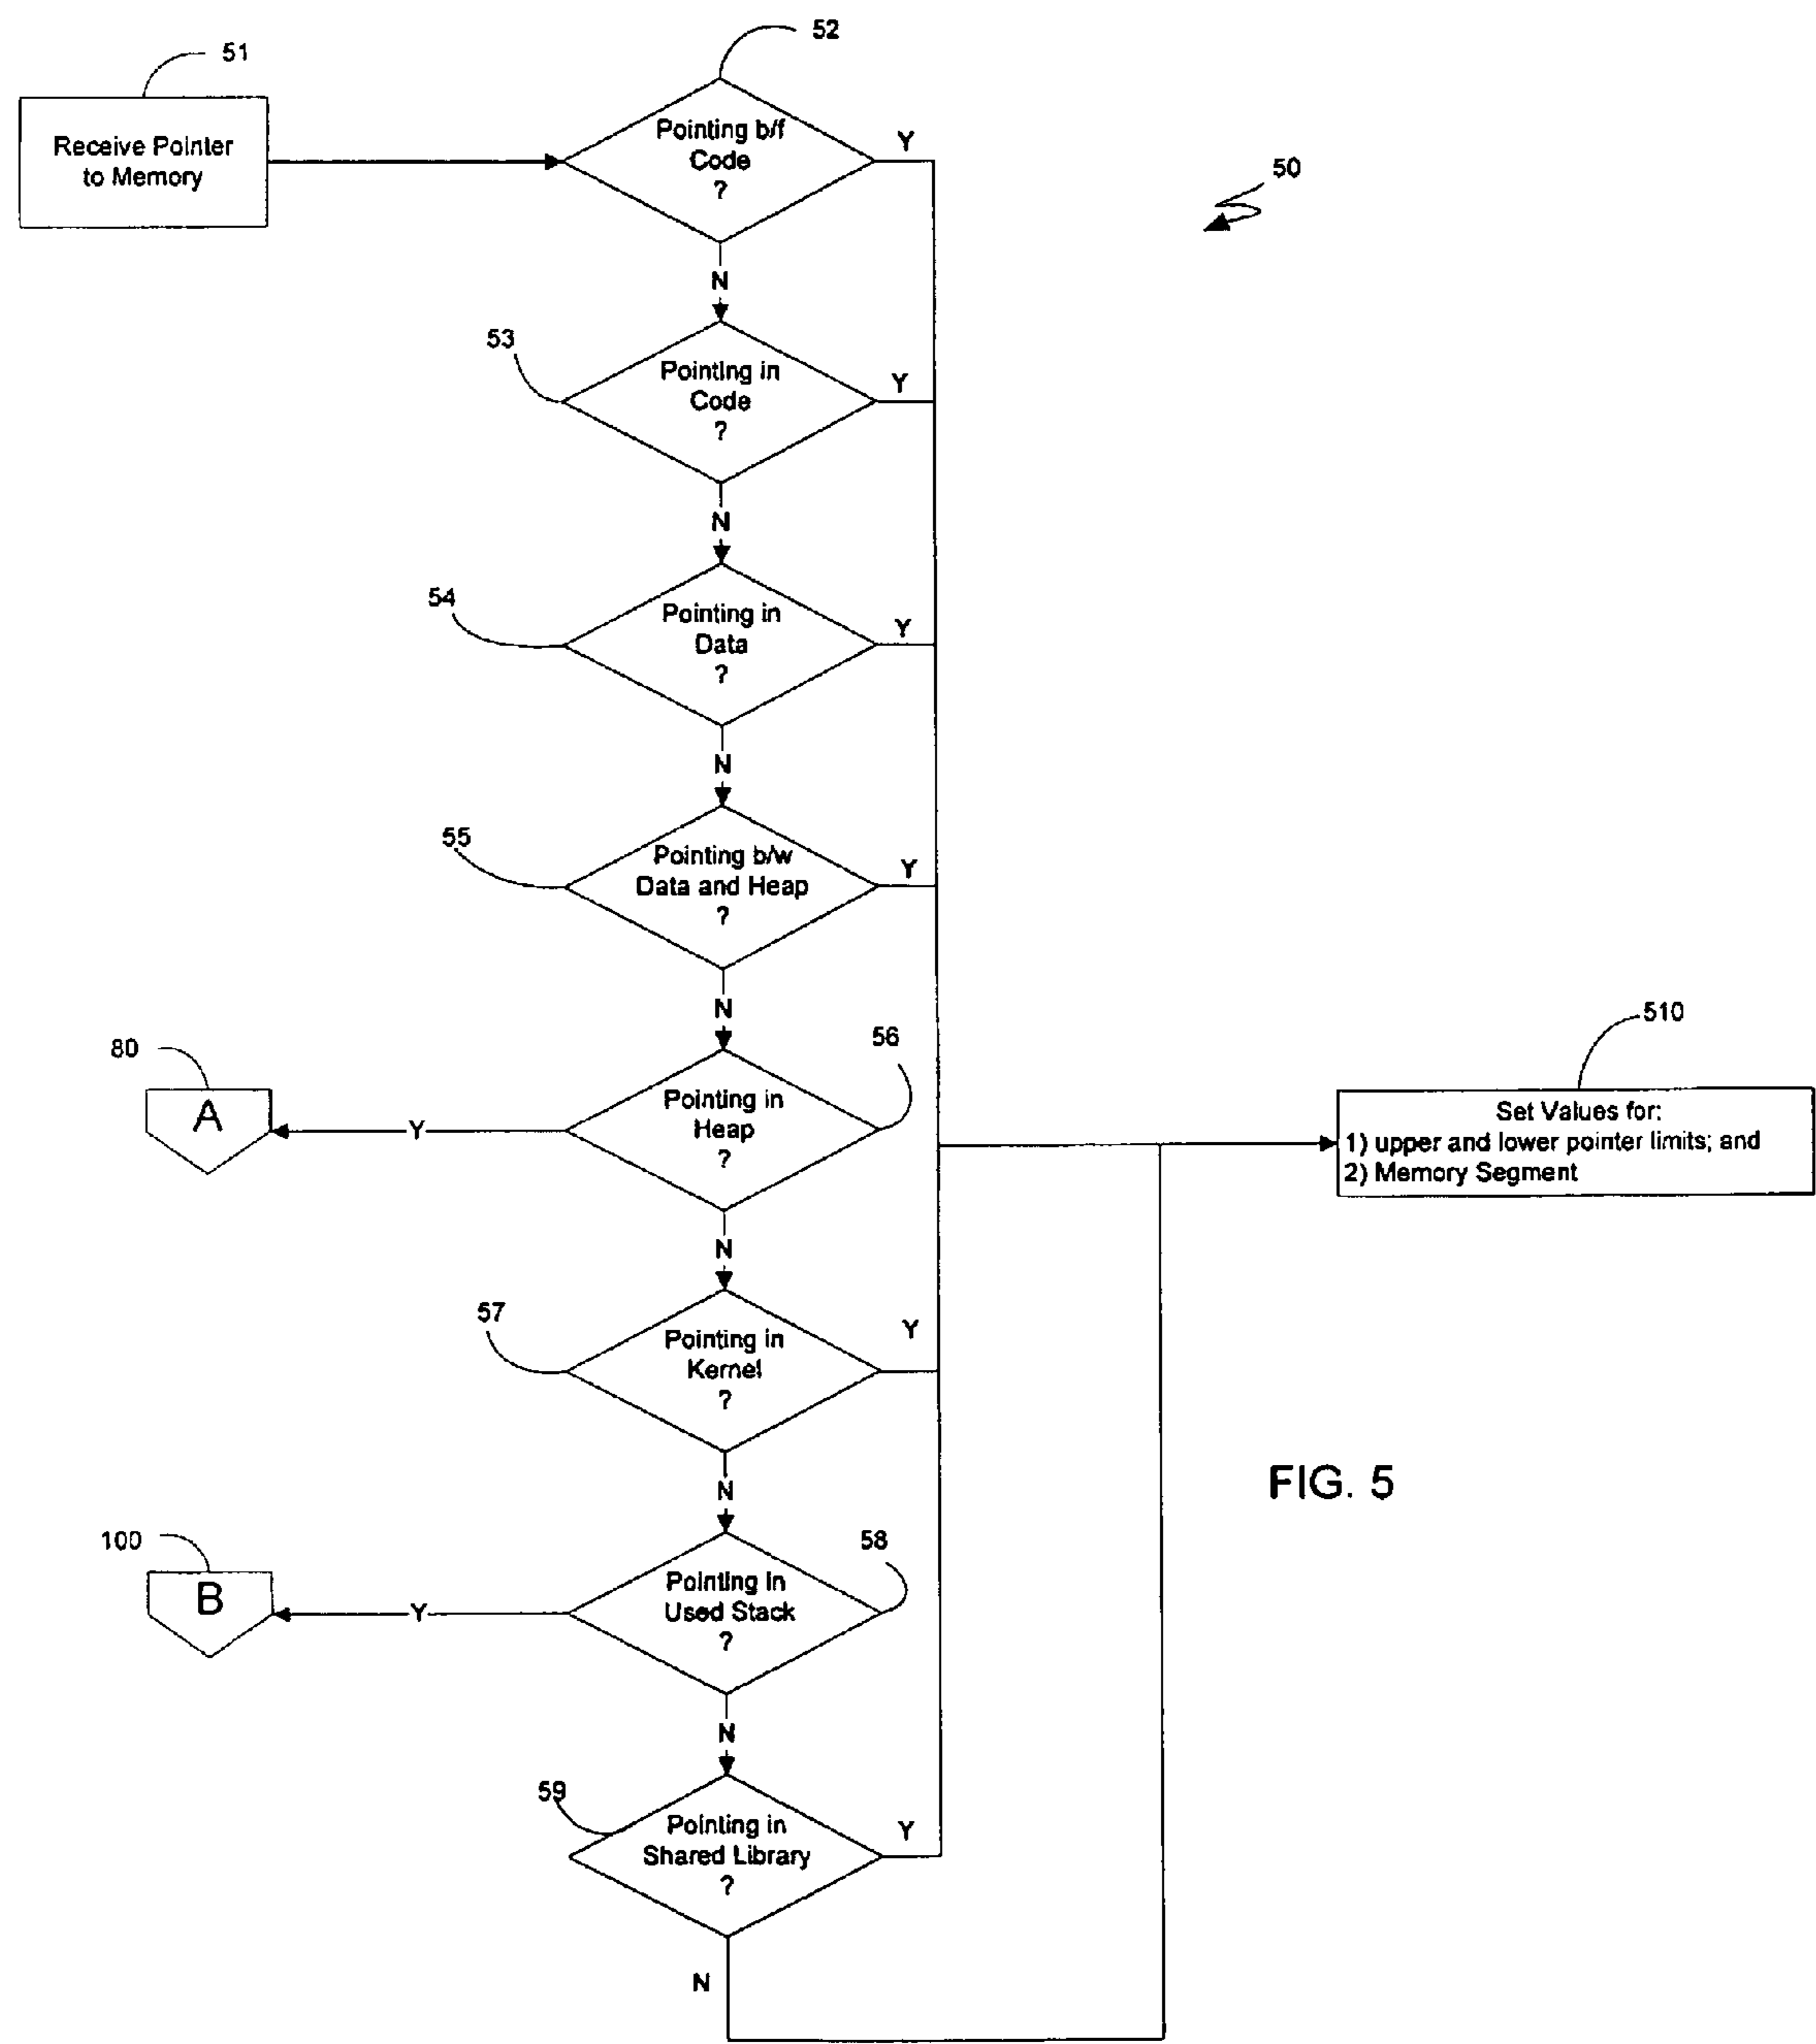 51
Receive Pointer
to Memory
52
Pointing b/f
Code
?
Y
N
50
53
Pointing in
Code
?
Y
N
54
Pointing in
Data
?
Y
N
55
Pointing b/w
Data and Heap
?
Y
N
80
A
Y
56
Pointing in
Heap
?
N
510
Set Values for:
1) upper and lower pointer limits; and
2) Memory Segment
57
Pointing in
Kernel
?
Y
N
FIG. 5
100
B
Y
58
Pointing in
Used Stack
?
N
59
Pointing in
Shared Library
?
Y
N